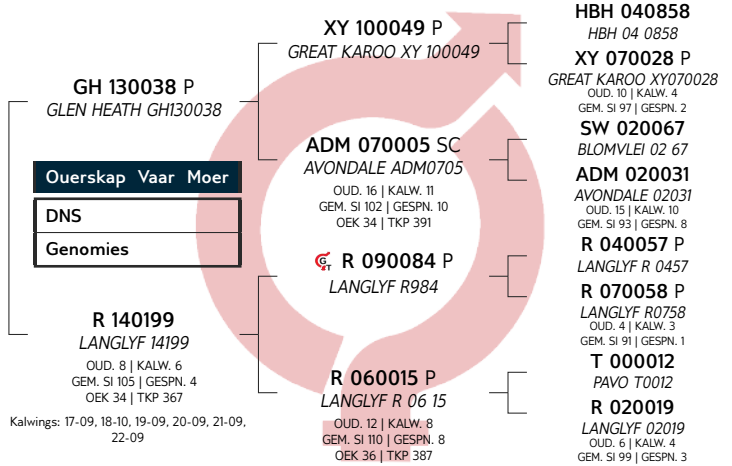 GH 130038 P
GLEN HEATH GH130038
Ouerskap Vaar Moer
DNS
Genomies
R 140199
LANGLYF 14199
OUD. 8 | KALW. 6
GEM. SI 105 | GESPN. 4
OEK 34 | TKP 367
Kalwings: 17-09, 18-10, 19-09, 20-09, 21-09,
22-09
XY 100049 P
GREAT KAROO XY 100049
ADM 070005 SC
AVONDALE ADM0705
OUD. 16 | KALW. 11
GEM. SI 102 | GESPN. 10
OEK 34 | TKP 391
GT R 090084 P
LANGLYF R984
R 060015 P
LANGLYF R 06 15
OUD. 12 | KALW. 8
GEM. SI 110 | GESPN. 8
OEK 36 | TKP 387
HBH 040858
HBH 04 0858
XY 070028 P
GREAT KAROO XY070028
OUD. 10 | KALW. 4
GEM. SI 97 | GESPN. 2
SW 020067
BLOMVLEI 02 67
ADM 020031
AVONDALE 02031
OUD. 15 | KALW. 10
GEM. SI 93 | GESPN. 8
R 040057 P
LANGLYF R 0457
R 070058 P
LANGLYF R0758
OUD. 4 | KALW. 3
GEM. SI 91 | GESPN. 1
T 000012
PAVO T0012
R 020019
LANGLYF 02019
OUD. 6 | KALW. 4
GEM. SI 99 | GESPN. 3